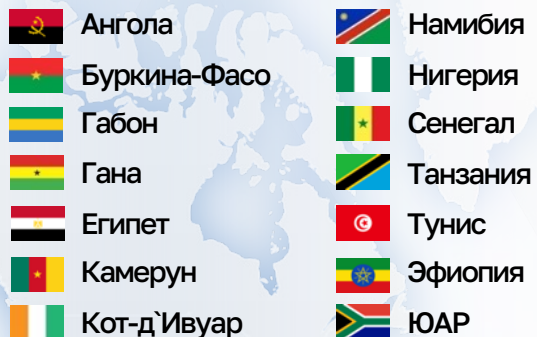 Ангола
Буркина-Фасо
Габон
Гана
Египет
Камерун
Кот-д`Ивуар
Намибия
Нигерия
Сенегал
Танзания
Тунис
Эфиопия
ЮАР